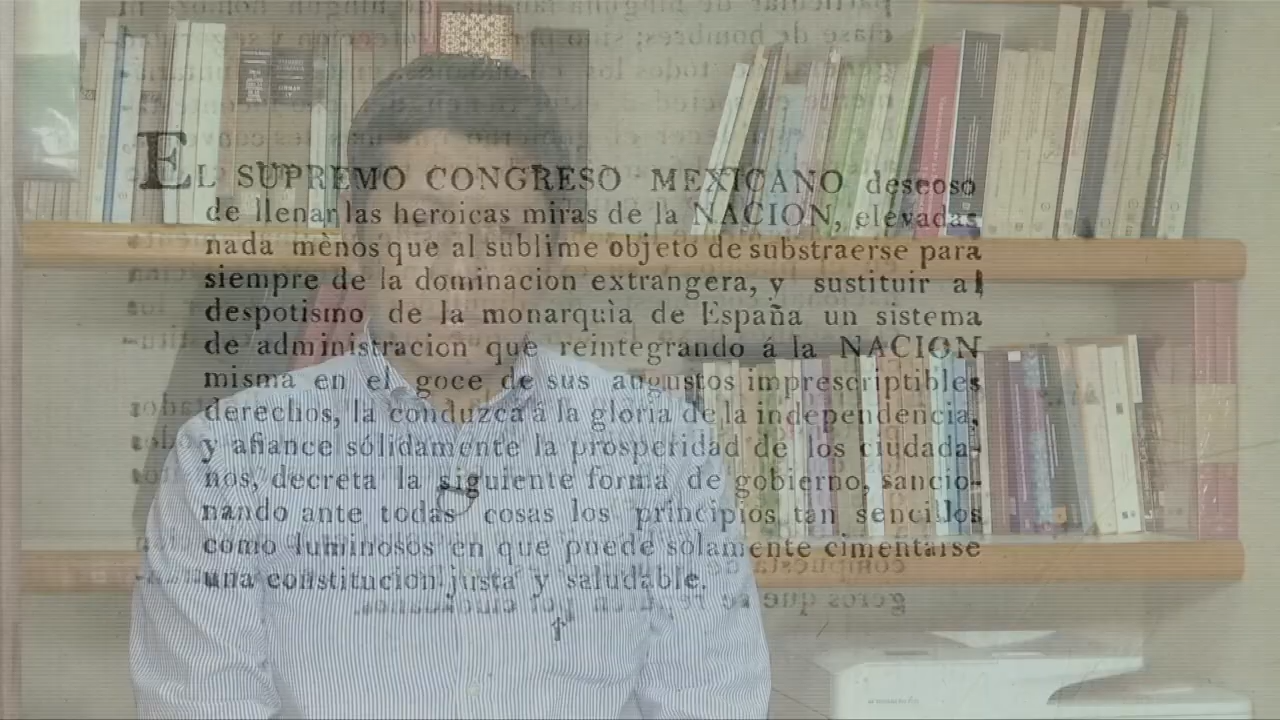 EL SUPREMO CONGRESO MEXICANO deseoso
de llenar las heroicas miras de la NACION, elevadas
nada mènos que al sublime objeto de substraerse para
siempre de la dominacion extrangera, y sustituir al
despotismo de la monarquìa de España un sistema
de administracion que reintegrando á la NACION
misma en el goce de sus augustos imprescriptibles
derechos, la conduzca á la gloria de la independencia,
y afiance sólidamente la prosperidad de los ciudada-
nos, decreta la siguiente forma de gobierno, sancio-
nando ante todas cosas los principios tan sencillos
como luminosos en que puede solamente cimentarse
una constitucion justa y saludable.